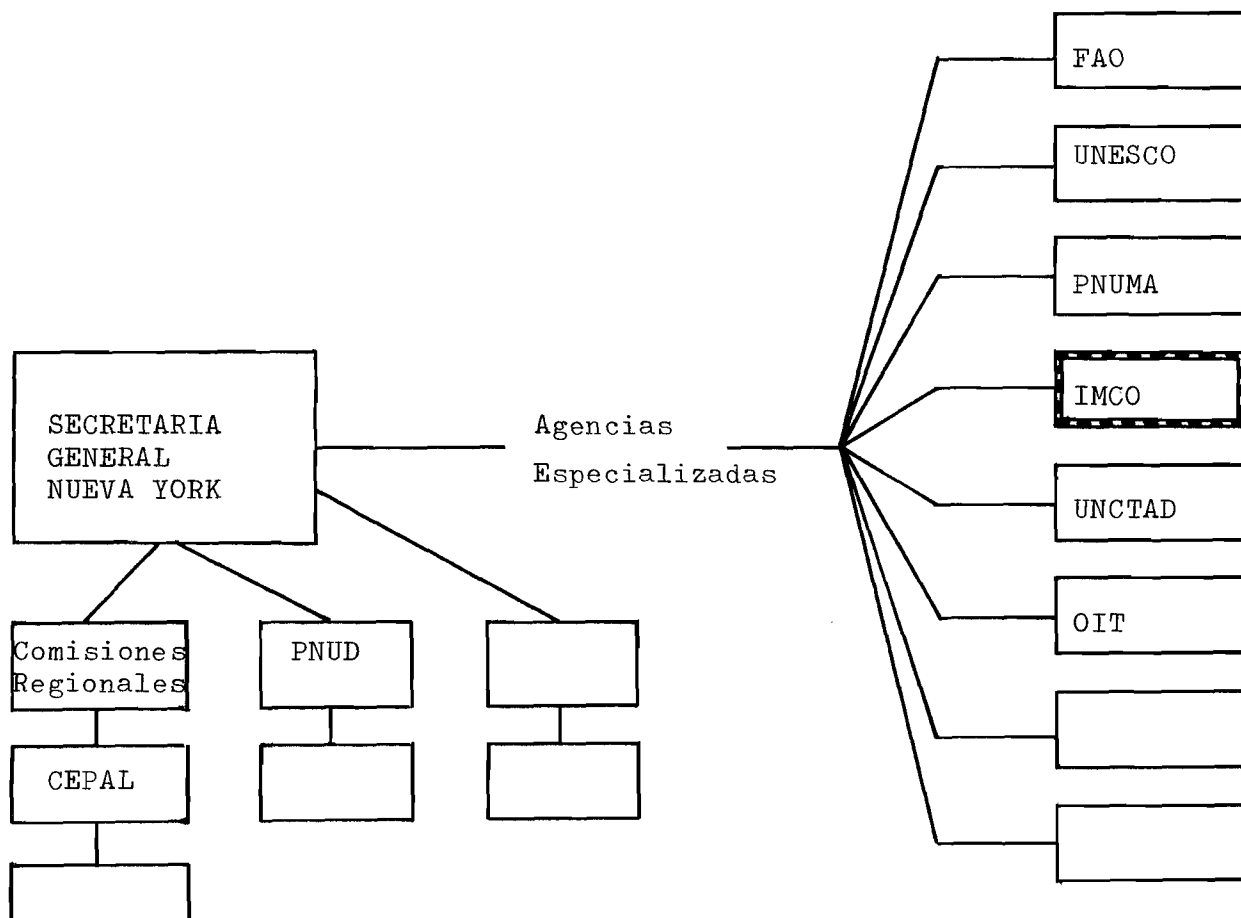 FAO
UNESCO
PNUMA
IMCO
UNCTAD
OIT
Agencias
Especializadas
SECRETARIA
GENERAL
NUEVA YORK
Comisiones
Regionales
PNUD
CEPAL